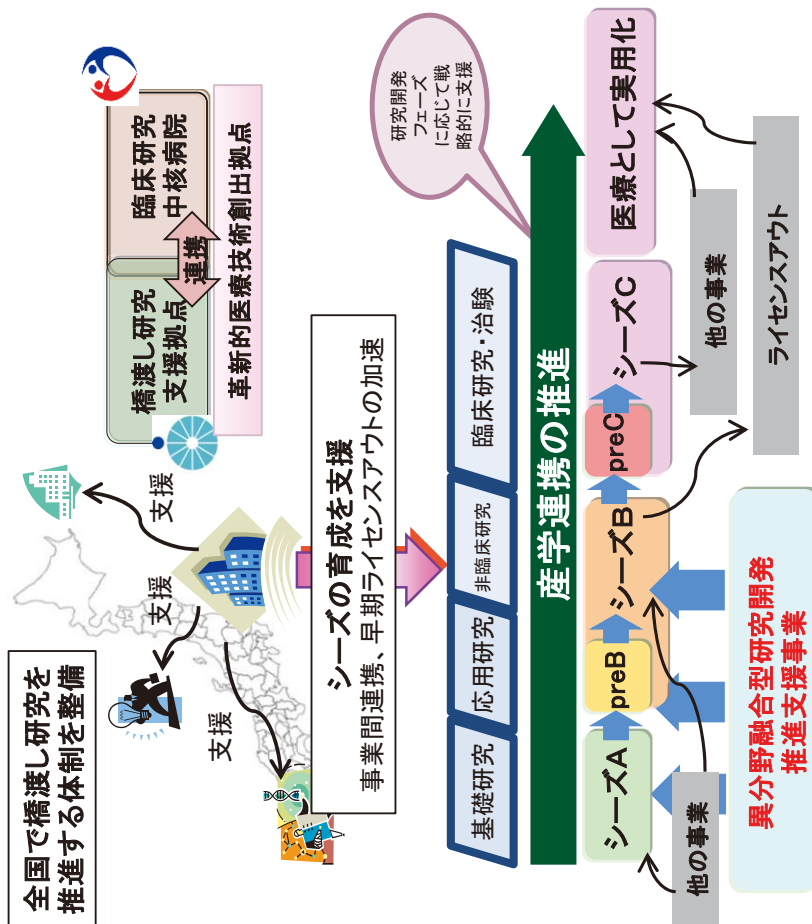 全国で橋渡し研究を
推進する体制を整備
支援
支援
支援
橋渡し研究
支援拠点
連携
臨床研究
中核病院
革新的医療技術創出拠点
シーズの育成を支援
事業間連携、早期ライセンスアウトの加速
基礎研究
応用研究
非臨床研究
臨床研究・治験
研究開発
フェーズ
に応じて戦
略的に支援
産学連携の推進
シーズA
preB
シーズB
preC
シーズC
医療として実用化
他の事業
他の事業
ライセンスアウト
異分野融合型研究開発
推進支援事業